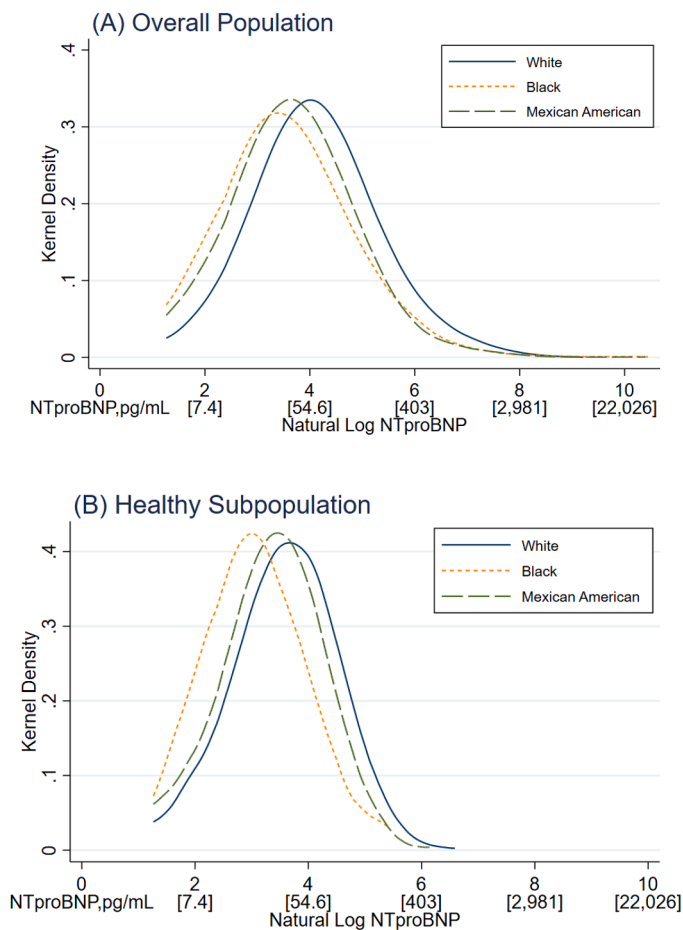 (A) Overall Population
.4
.3
.2
.1
0
Kernel Density
White
Black
Mexican American
0 2 4 6 8 10
NTproBNP,pg/mL [7.4] [54.6] [403] [2,981] [22,026]
Natural Log NTproBNP
(B) Healthy Subpopulation
.4
.3
.2
.1
0
Kernel Density
White
Black
Mexican American
0 2 4 6 8 10
NTproBNP,pg/mL [7.4] [54.6] [403] [2,981] [22,026]
Natural Log NTproBNP